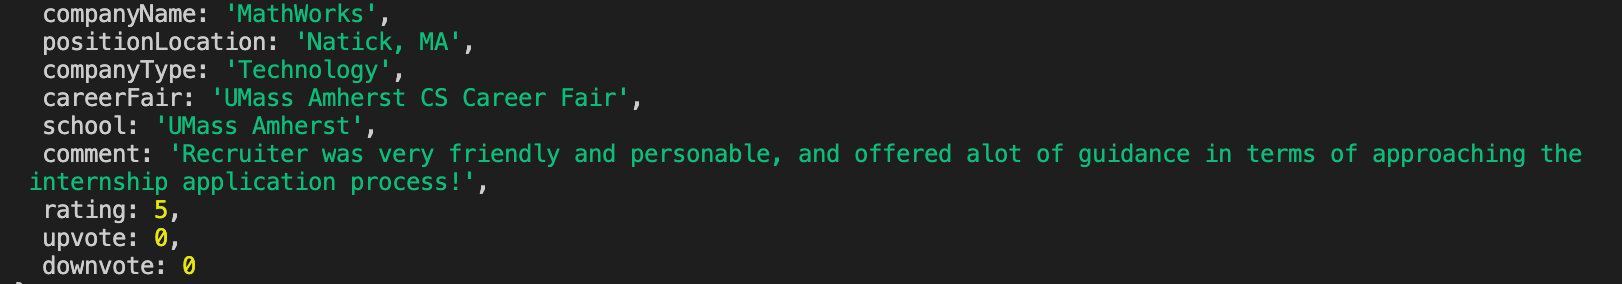 companyName: 'MathWorks',
positionLocation: 'Natick, MA',
companyType: 'Technology',
careerFair: 'UMass Amherst CS Career Fair',
school: 'UMass Amherst',
comment: 'Recruiter was very friendly and personable, and offered alot of guidance in terms of approaching the
internship application process!',
rating: 5,
upvote: 0,
downvote: 0